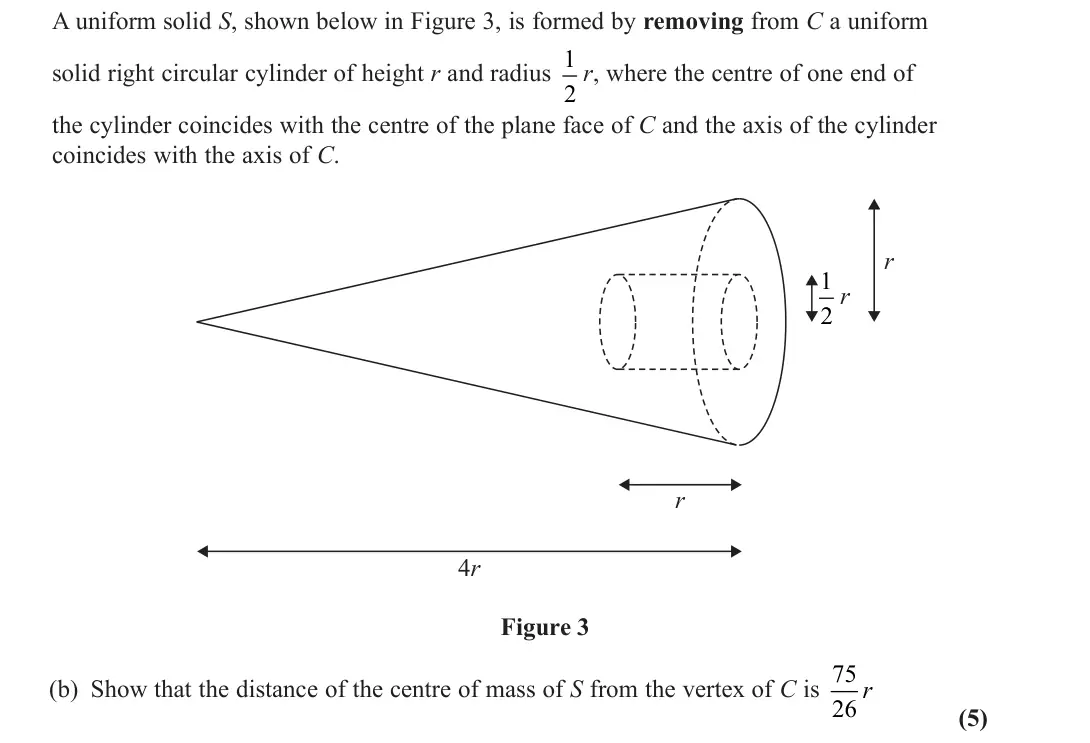 A uniform solid S, shown below in Figure 3, is formed by removing from C a uniform
solid right circular cylinder of height r and radius 1/2 r, where the centre of one end of
the cylinder coincides with the centre of the plane face of C and the axis of the cylinder
coincides with the axis of C.
r
1/2 r
r
4r
Figure 3
(b) Show that the distance of the centre of mass of S from the vertex of C is 75/26 r
(5)